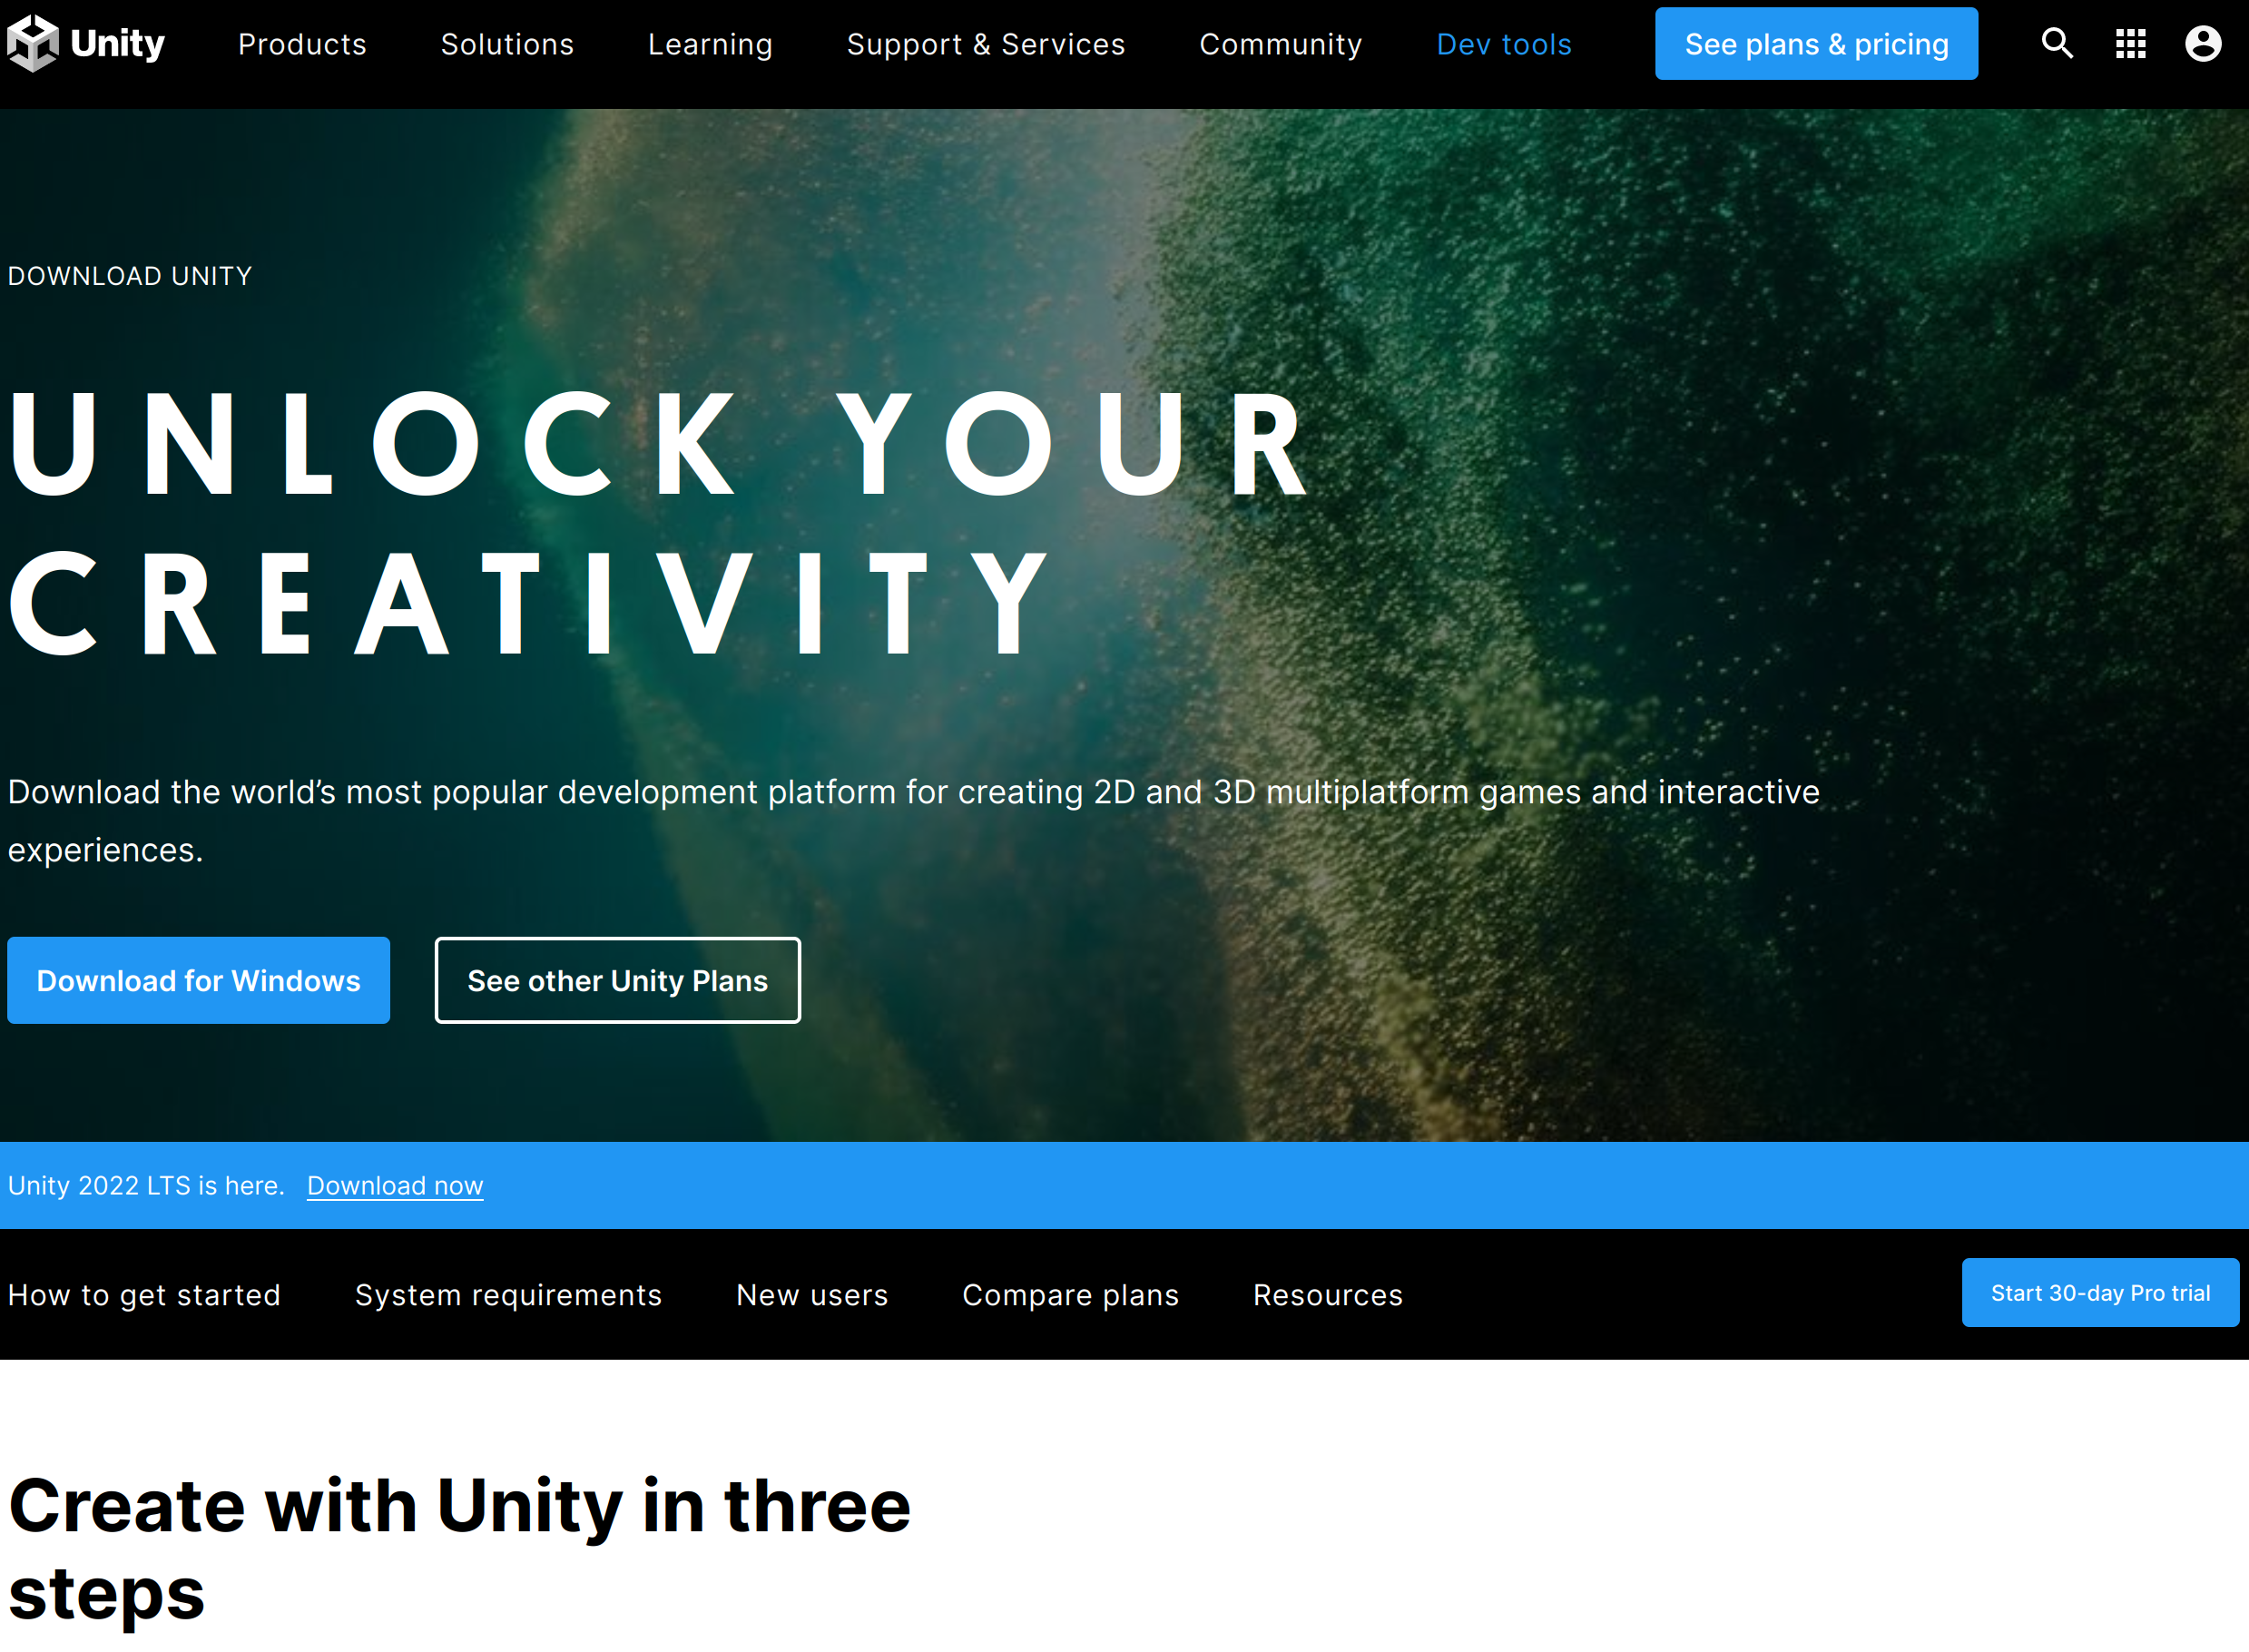 Unity
Products
Solutions
Learning
Support & Services
Community
Dev tools
See plans & pricing
DOWNLOAD UNITY
UNLOCK YOUR
CREATIVITY
Download the world’s most popular development platform for creating 2D and 3D multiplatform games and interactive
experiences.
Download for Windows
See other Unity Plans
Unity 2022 LTS is here. Download now
How to get started
System requirements
New users
Compare plans
Resources
Start 30-day Pro trial
Create with Unity in three
steps